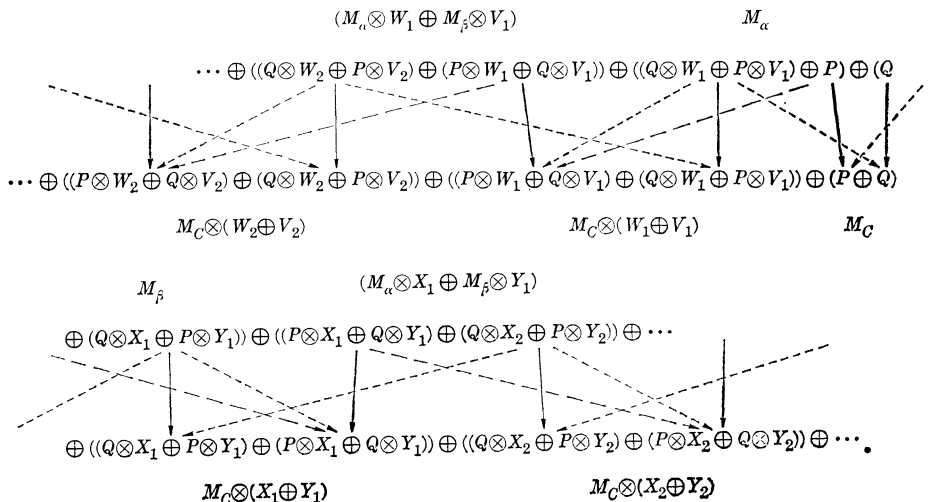 (M_α⊗W_1 ⊕ M_β⊗V_1) M_α
⋯ ⊕ ((Q⊗W_2 ⊕ P⊗V_2) ⊕ (P⊗W_1 ⊕ Q⊗V_1)) ⊕ ((Q⊗W_1 ⊕ P⊗V_1) ⊕ P) ⊕ (Q
⋯ ⊕ ((P⊗W_2 ⊕ Q⊗V_2) ⊕ (Q⊗W_2 ⊕ P⊗V_2)) ⊕ ((P⊗W_1 ⊕ Q⊗V_1) ⊕ (Q⊗W_1 ⊕ P⊗V_1)) ⊕ (P ⊕ Q)
M_C⊗(W_2⊕V_2) M_C⊗(W_1⊕V_1) M_C
M_β (M_α⊗X_1 ⊕ M_β⊗Y_1)
⊕ (Q⊗X_1 ⊕ P⊗Y_1)) ⊕ ((P⊗X_1 ⊕ Q⊗Y_1) ⊕ (Q⊗X_2 ⊕ P⊗Y_2)) ⊕ ⋯
⊕ ((Q⊗X_1 ⊕ P⊗Y_1) ⊕ (P⊗X_1 ⊕ Q⊗Y_1)) ⊕ ((Q⊗X_2 ⊕ P⊗Y_2) ⊕ (P⊗X_2 ⊕ Q⊗Y_2)) ⊕ ⋯.
M_C⊗(X_1⊕Y_1) M_C⊗(X_2⊕Y_2)